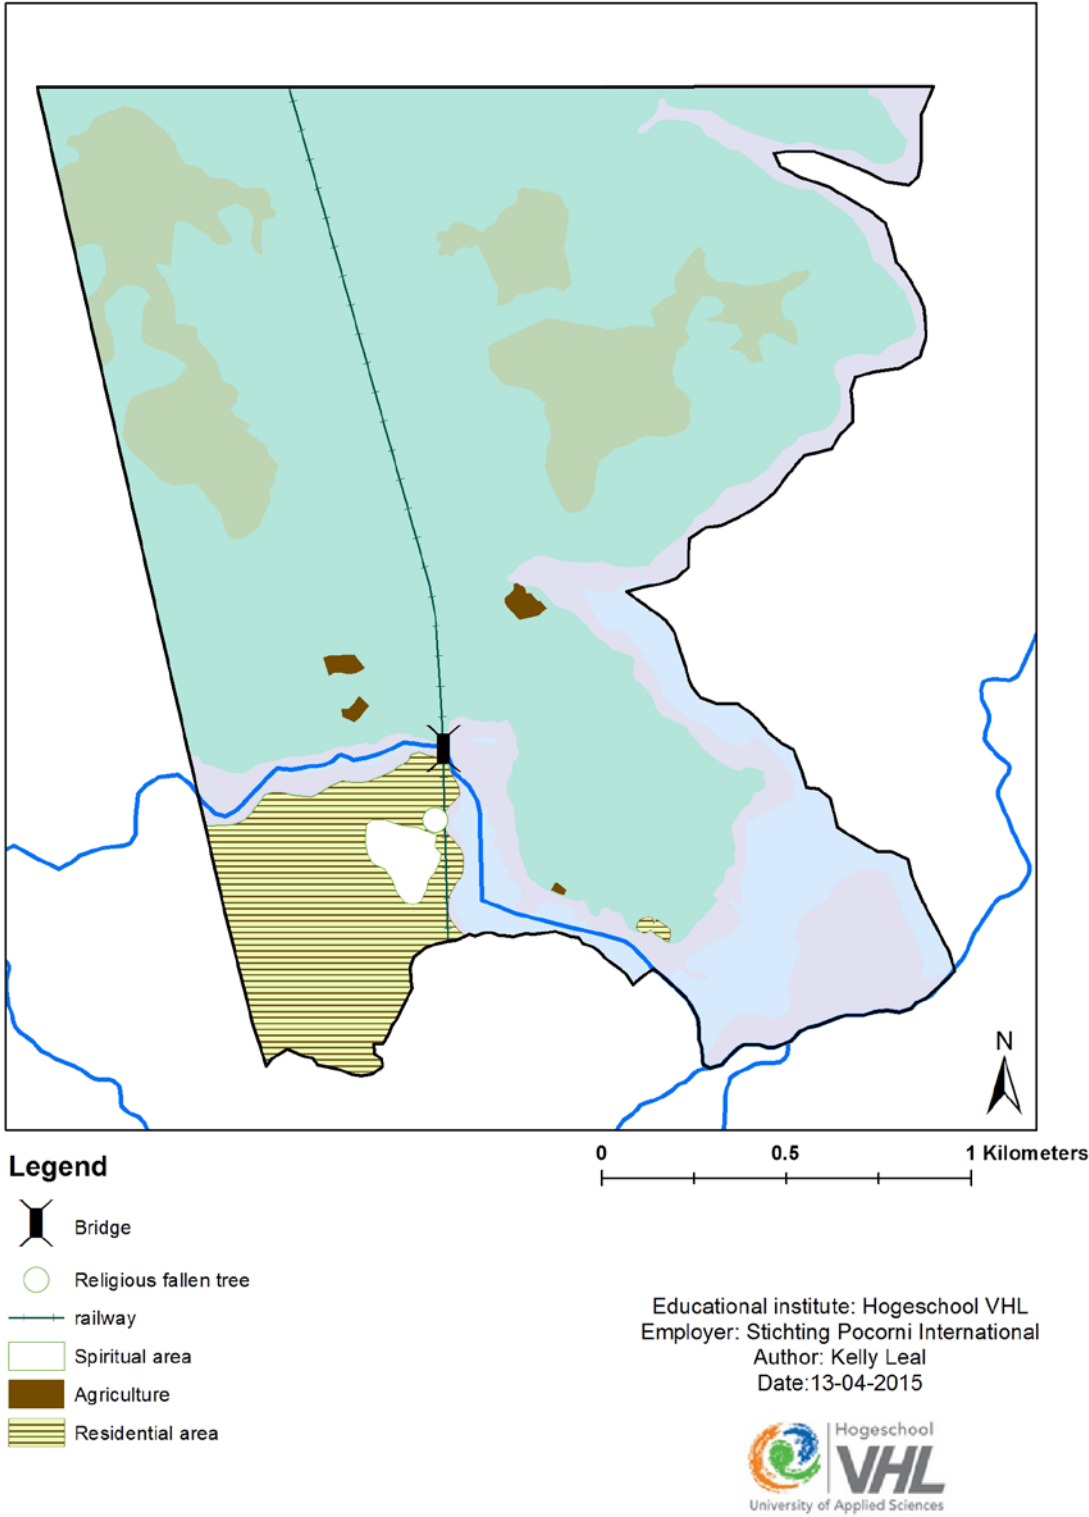 N
0 0.5 1 Kilometers
Legend
Bridge
Religious fallen tree
railway
Spiritual area
Agriculture
Residential area
Educational institute: Hogeschool VHL
Employer: Stichting Pocorni International
Author: Kelly Leal
Date:13-04-2015
Hogeschool
VHL
University of Applied Sciences